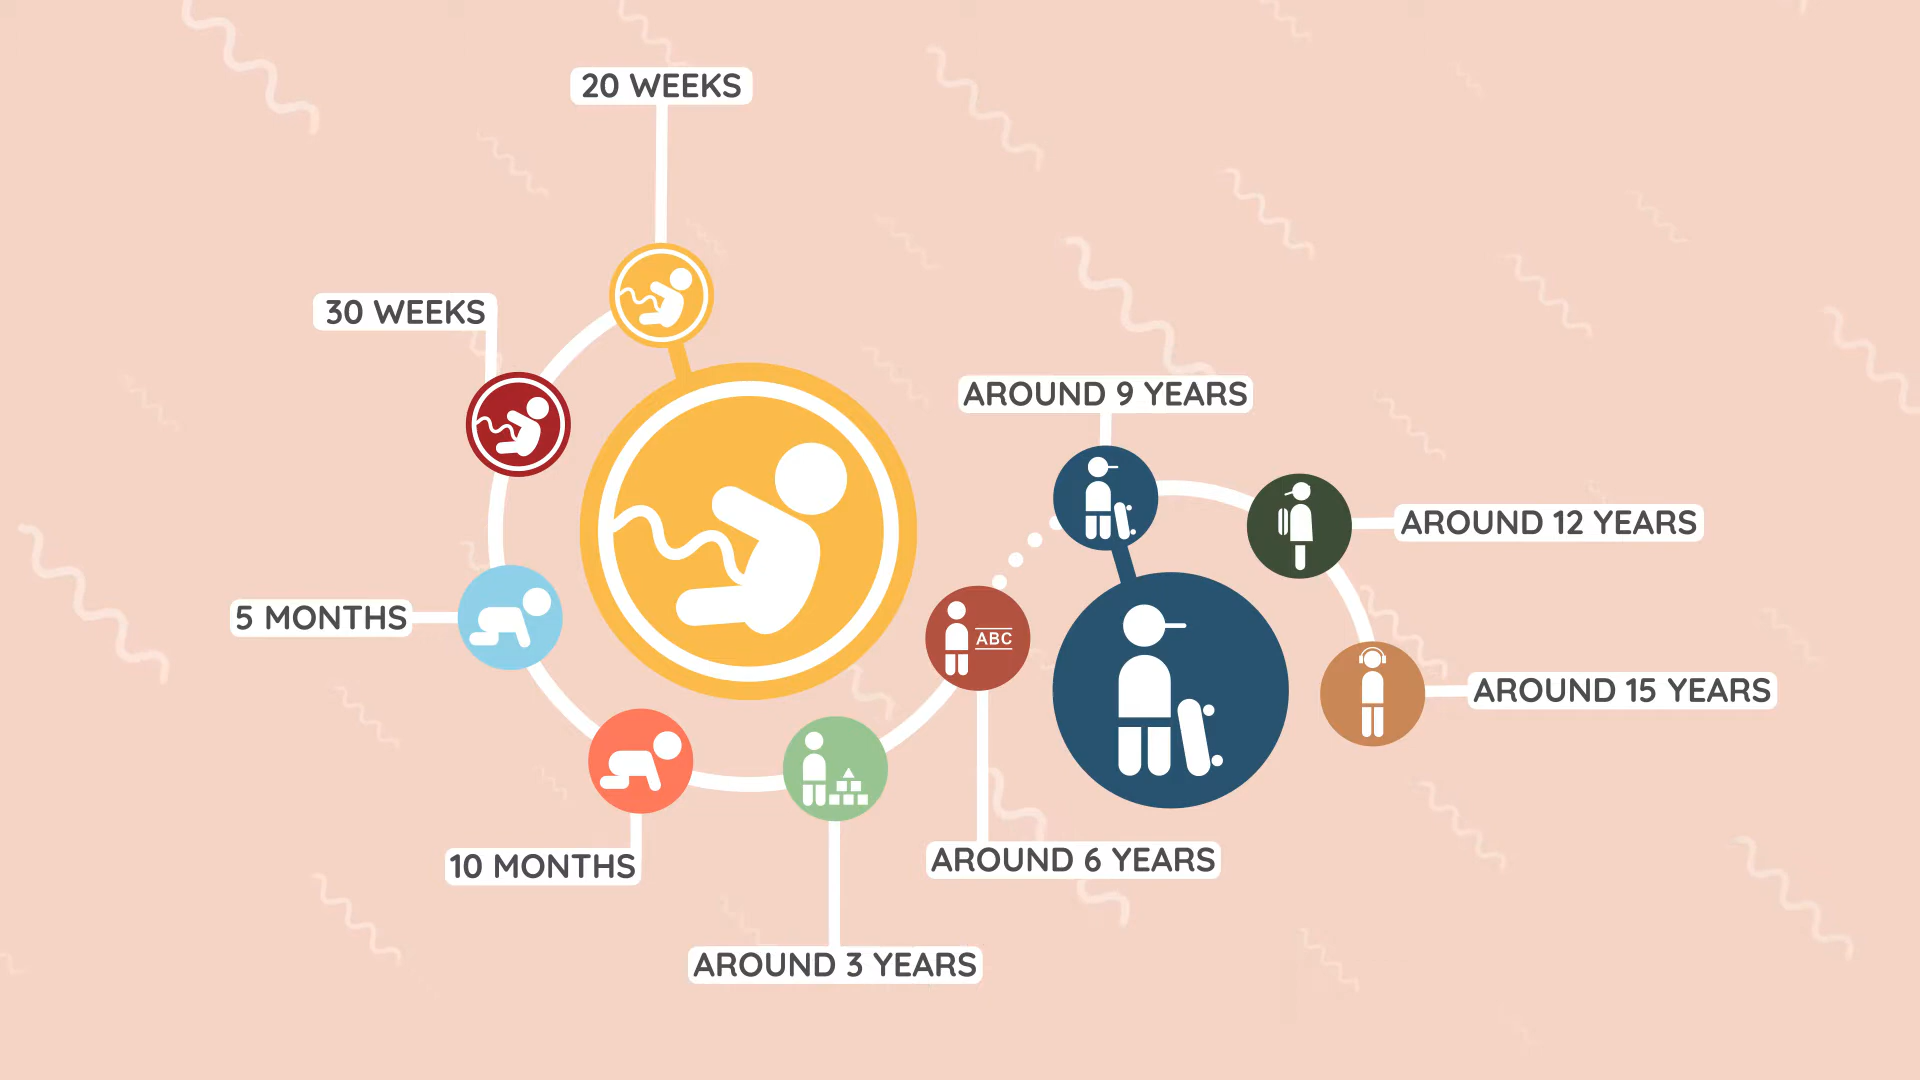 20 WEEKS
30 WEEKS
5 MONTHS
10 MONTHS
AROUND 3 YEARS
ABC
AROUND 6 YEARS
AROUND 9 YEARS
AROUND 12 YEARS
AROUND 15 YEARS